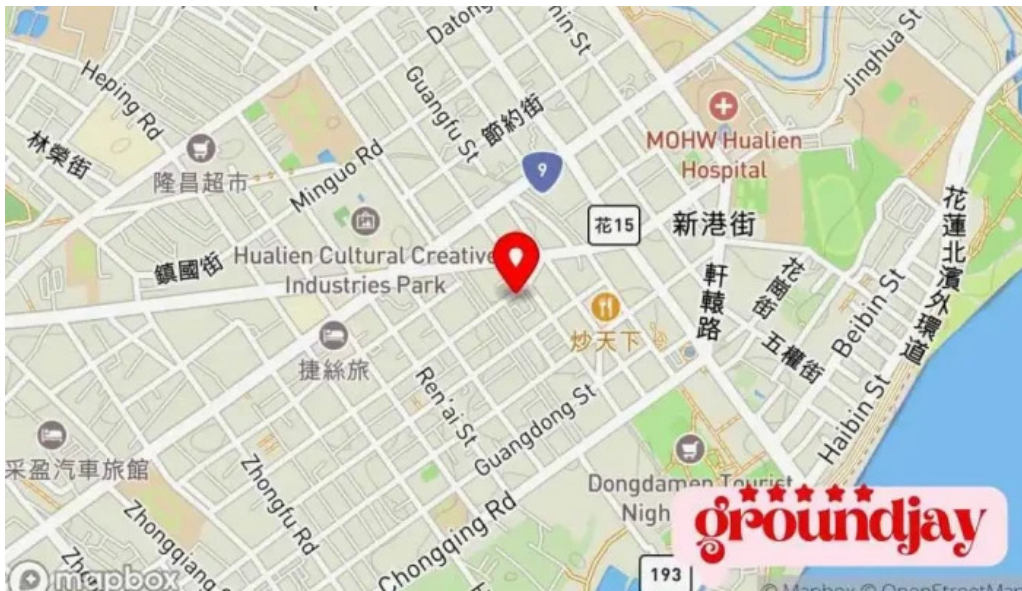 Datong
hin St
Jinghua St
Heping Rd
Guangfu St
節約街
MOHW Hualien
Hospital
林榮街
隆昌超市
Minguo Rd
9
花15
新港街
花蓮北濱外環道
鎮國街
Hualien Cultural Creative
Industries Park
軒轅路
花崗街
Beibin St
炒天下
五權街
捷絲旅
Ren'ai St
Guangdong St
Haibin St
采盈汽車旅館
Zhongfu Rd
Dongdamen Tourist
Nigh
groundjay
Zhongqiang S
Chongqing Rd
193
mapbox
© Mapbox © OpenStreetMap